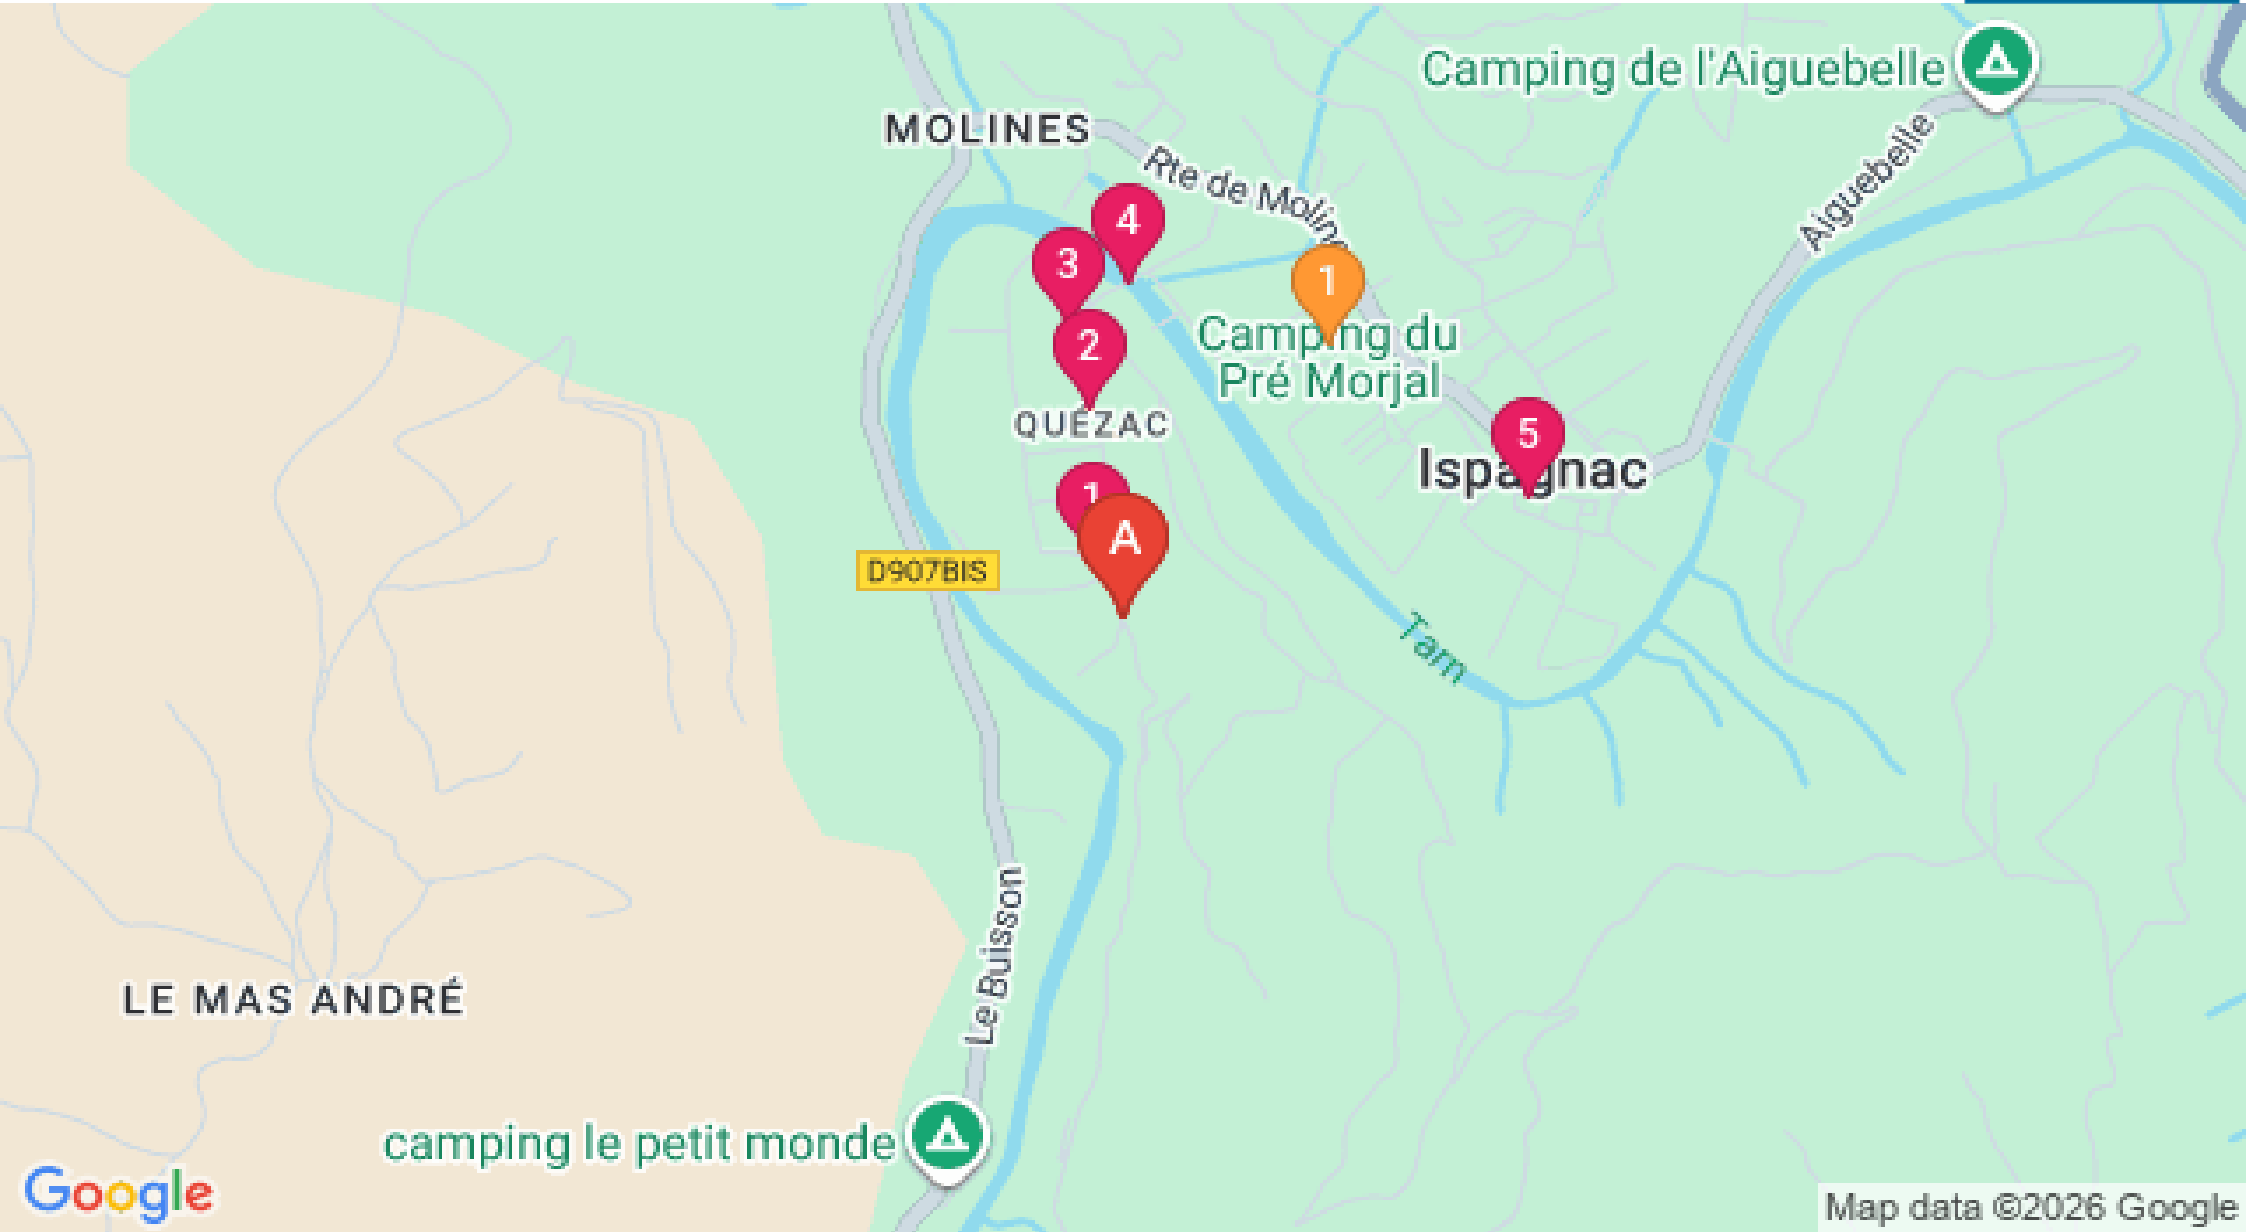 Camping de l'Aiguebelle
MOLINES
Rte de Molin
Aiguebelle
4
3
1
2
Camping du
Pré Morjal
QUÉZAC
5
Ispagnac
1
A
D907BIS
Tarn
Le Buisson
LE MAS ANDRÉ
camping le petit monde
Google
Map data ©2026 Google